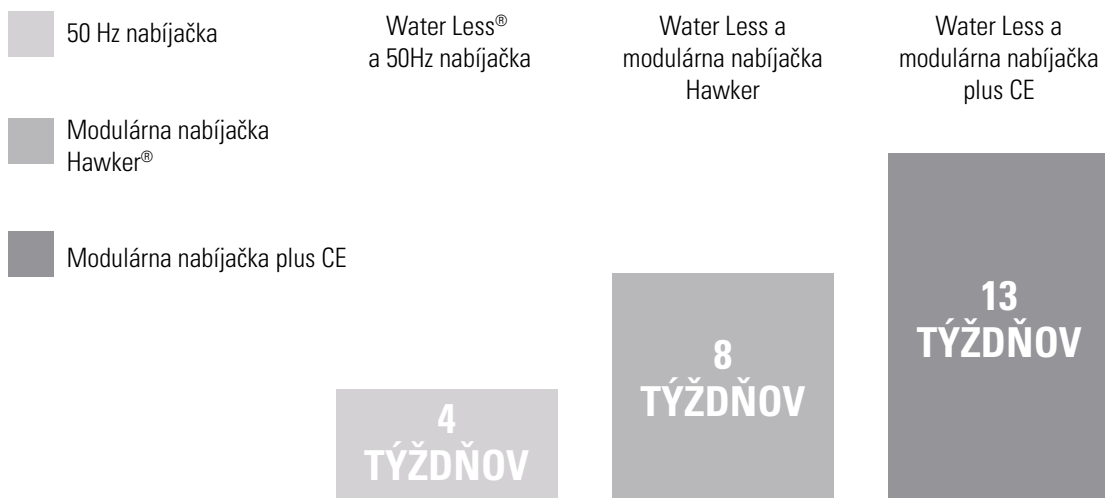 50 Hz nabíjačka
Modulárna nabíjačka
Hawker®
Modulárna nabíjačka plus CE
Water Less®
a 50Hz nabíjačka
Water Less a
modulárna nabíjačka
Hawker
Water Less a
modulárna nabíjačka
plus CE
4
TÝŽDŇOV
8
TÝŽDŇOV
13
TÝŽDŇOV